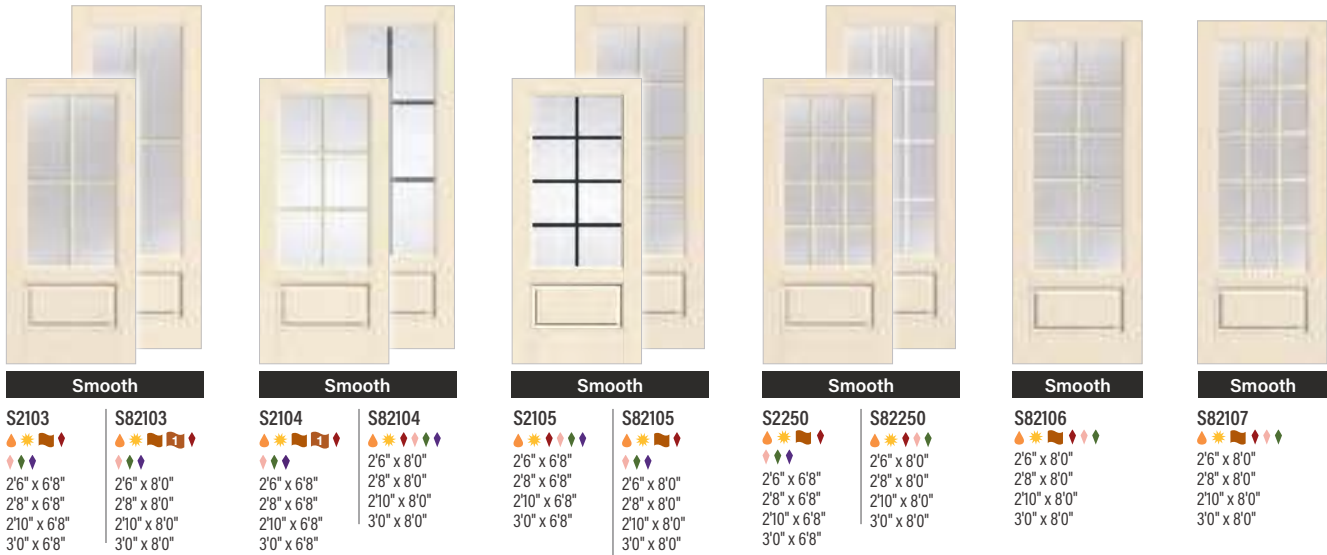 Smooth
S2103
2'6" x 6'8"
2'8" x 6'8"
2'10" x 6'8"
3'0" x 6'8"
S82103
1
2'6" x 8'0"
2'8" x 8'0"
2'10" x 8'0"
3'0" x 8'0"
Smooth
S2104
1
2'6" x 6'8"
2'8" x 6'8"
2'10" x 6'8"
3'0" x 6'8"
S82104
2'6" x 8'0"
2'8" x 8'0"
2'10" x 8'0"
3'0" x 8'0"
Smooth
S2105
2'6" x 6'8"
2'8" x 6'8"
2'10" x 6'8"
3'0" x 6'8"
S82105
2'6" x 8'0"
2'8" x 8'0"
2'10" x 8'0"
3'0" x 8'0"
Smooth
S2250
2'6" x 6'8"
2'8" x 6'8"
2'10" x 6'8"
3'0" x 6'8"
S82250
2'6" x 8'0"
2'8" x 8'0"
2'10" x 8'0"
3'0" x 8'0"
Smooth
S82106
2'6" x 8'0"
2'8" x 8'0"
2'10" x 8'0"
3'0" x 8'0"
Smooth
S82107
2'6" x 8'0"
2'8" x 8'0"
2'10" x 8'0"
3'0" x 8'0"